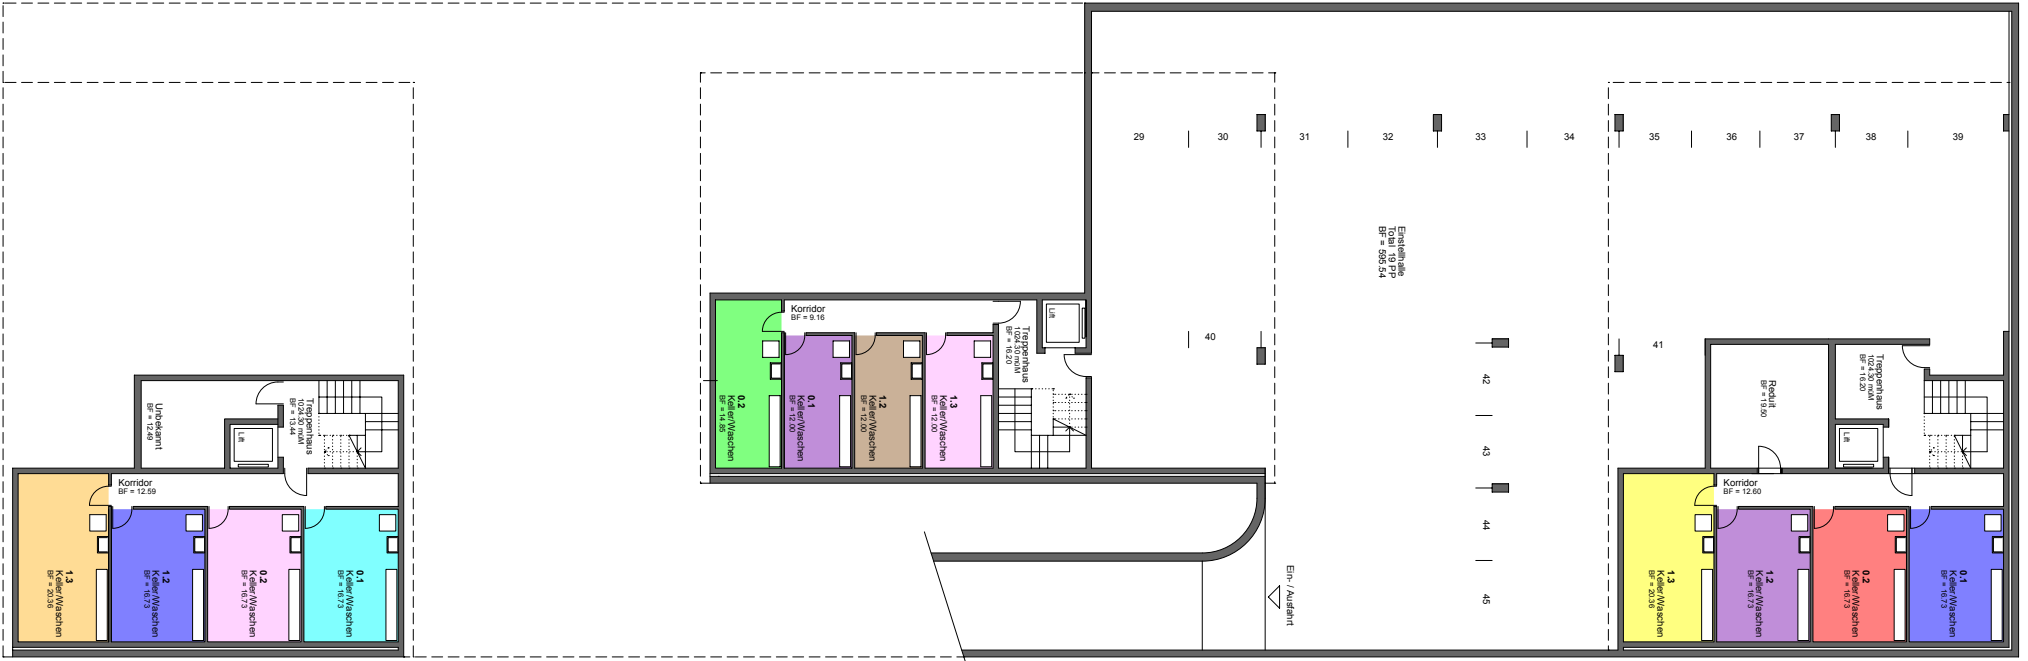 29
30
31
32
33
34
35
36
37
38
39
Einstellhalle
Total 19 PP
BF = 595.54
40
41
42
43
44
45
Ein- / Ausfahrt
Unbekannt
BF = 12.49
Lift
Treppenhaus
1024.30 müM
BF = 13.44
Korridor
BF = 12.59
1.3
Keller/Waschen
BF = 20.36
1.2
Keller/Waschen
BF = 16.73
0.2
Keller/Waschen
BF = 16.73
0.1
Keller/Waschen
BF = 16.73
Korridor
BF = 9.16
Lift
Treppenhaus
1024.30 müM
BF = 16.20
0.2
Keller/Waschen
BF = 14.85
0.1
Keller/Waschen
BF = 12.00
1.2
Keller/Waschen
BF = 12.00
1.3
Keller/Waschen
BF = 12.00
Reduit
BF = 19.50
Treppenhaus
1024.30 müM
BF = 16.20
Lift
Korridor
BF = 12.60
1.3
Keller/Waschen
BF = 20.36
1.2
Keller/Waschen
BF = 16.73
0.2
Keller/Waschen
BF = 16.73
0.1
Keller/Waschen
BF = 16.73